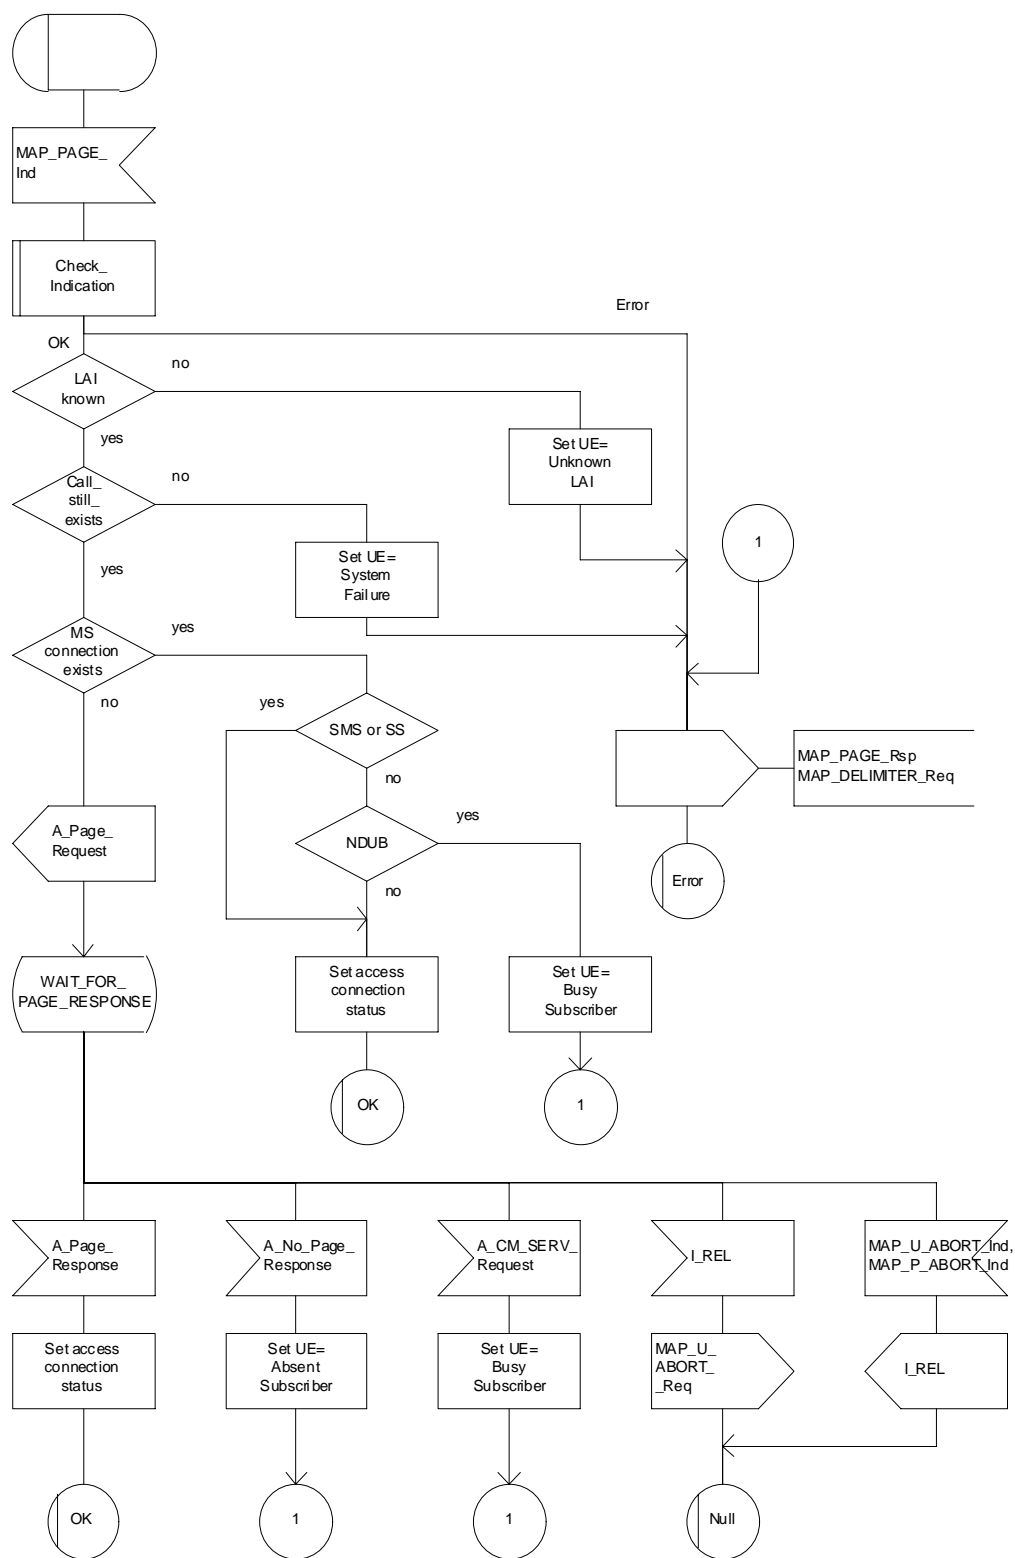 MAP_PAGE_
Ind
Check_
Indication
Error
OK
no
LAI
known
yes
Set UE=
Unknown
LAI
no
Call_
still_
exists
1
yes
Set UE=
System
Failure
yes
MS
connection
exists
no
yes
SMS or SS
MAP_PAGE_Rsp
MAP_DELIMITER_Req
no
yes
A_Page_
Request
NDUB
Error
no
WAIT_FOR_
PAGE_RESPONSE
Set access
connection
status
Set UE=
Busy
Subscriber
OK
1
A_Page_
Response
A_No_Page_
Response
A_CM_SERV_
Request
I_REL
MAP_U_ABORT_Ind,
MAP_P_ABORT_Ind
Set access
connection
status
Set UE=
Absent
Subscriber
Set UE=
Busy
Subscriber
MAP_U_
ABORT_
_Req
I_REL
OK
1
1
Null